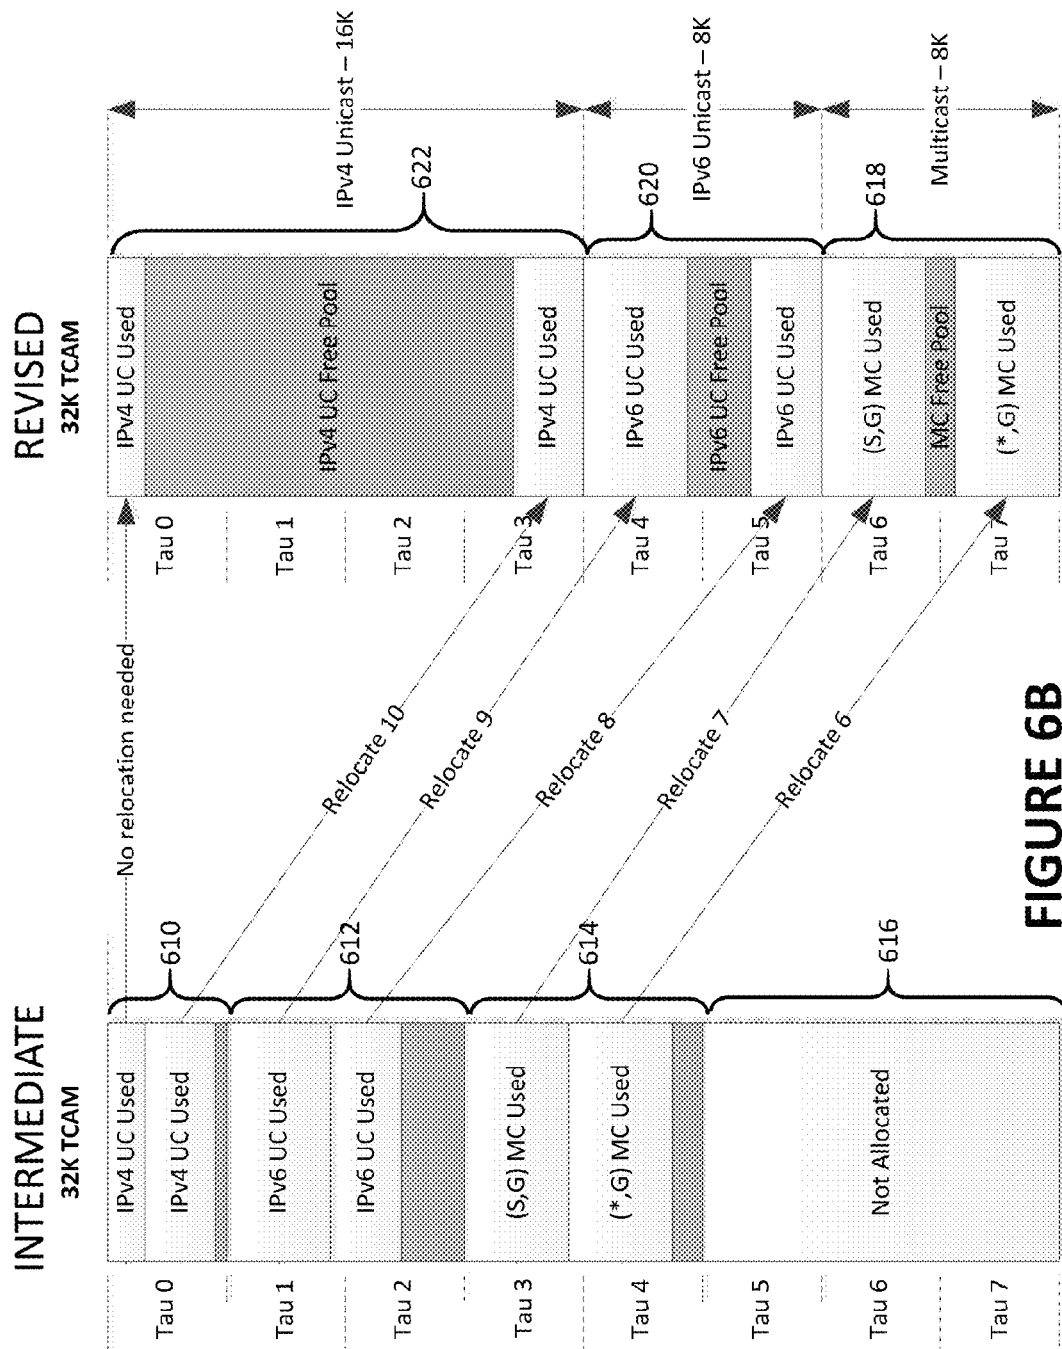 INTERMEDIATE
32K TCAM
Tau 0
Tau 1
Tau 2
Tau 3
Tau 4
Tau 5
Tau 6
Tau 7
IPv4 UC Used
IPv4 UC Used
IPv6 UC Used
IPv6 UC Used
(S,G) MC Used
(*,G) MC Used
Not Allocated
610
612
614
616
No relocation needed
Relocate 10
Relocate 9
Relocate 8
Relocate 7
Relocate 6
REVISED
32K TCAM
Tau 0
Tau 1
Tau 2
Tau 3
Tau 4
Tau 5
Tau 6
Tau 7
IPv4 UC Used
IPv4 UC Free Pool
IPv4 UC Used
IPv6 UC Used
IPv6 UC Free Pool
IPv6 UC Used
(S,G) MC Used
MC Free Pool
(*,G) MC Used
622
620
618
IPv4 Unicast – 16K
IPv6 Unicast – 8K
Multicast – 8K
FIGURE 6B